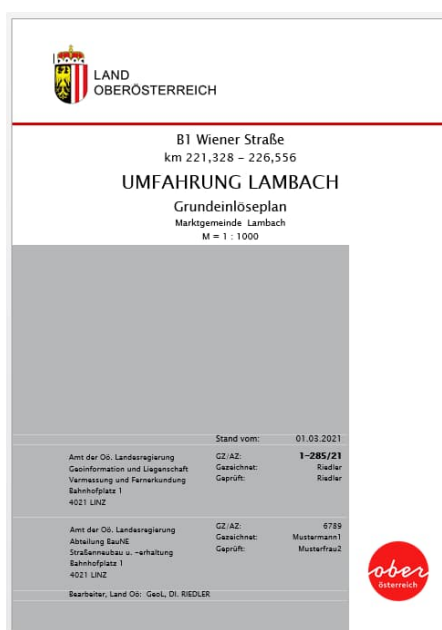 LAND
OBERÖSTERREICH
B1 Wiener Straße
km 221,328 – 226,556
UMFAHRUNG LAMBACH
Grundeinlöseplan
Marktgemeinde Lambach
M = 1 : 1000
Stand vom: 01.03.2021
Amt der Oö. Landesregierung GZ/AZ: 1-285/21
Geoinformation und Liegenschaft Gezeichnet: Riedler
Vermessung und Fernerkundung Geprüft: Riedler
Bahnhofplatz 1
4021 LINZ
Amt der Oö. Landesregierung GZ/AZ: 6789
Abteilung BauNE Gezeichnet: Mustermann1
Straßenneubau u. -erhaltung Geprüft: Musterfrau2
Bahnhofplatz 1
4021 LINZ
Bearbeiter, Land Oö: GeoL, DI. RIEDLER
ober
österreich